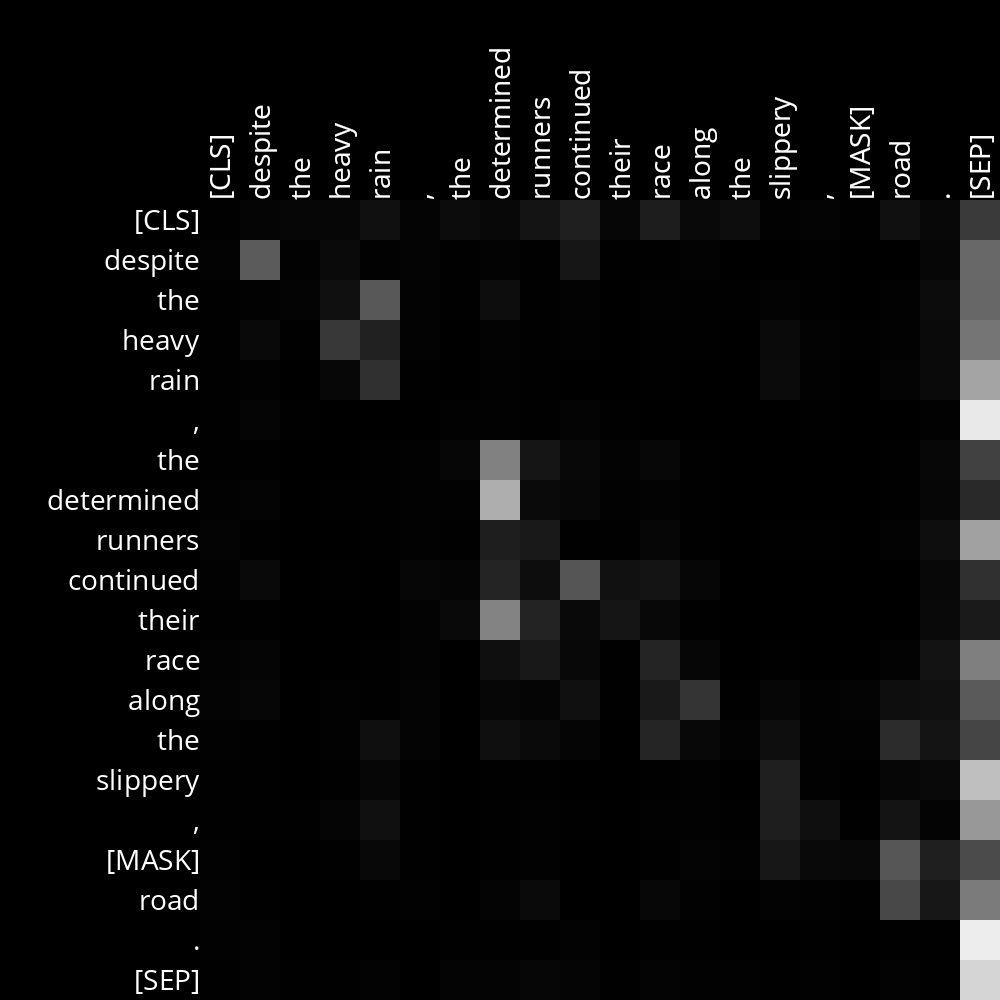 [CLS] despite the heavy rain , the determined runners continued their race along the slippery , [MASK] road . [SEP]
[CLS]
despite
the
heavy
rain
,
the
determined
runners
continued
their
race
along
the
slippery
,
[MASK]
road
.
[SEP]